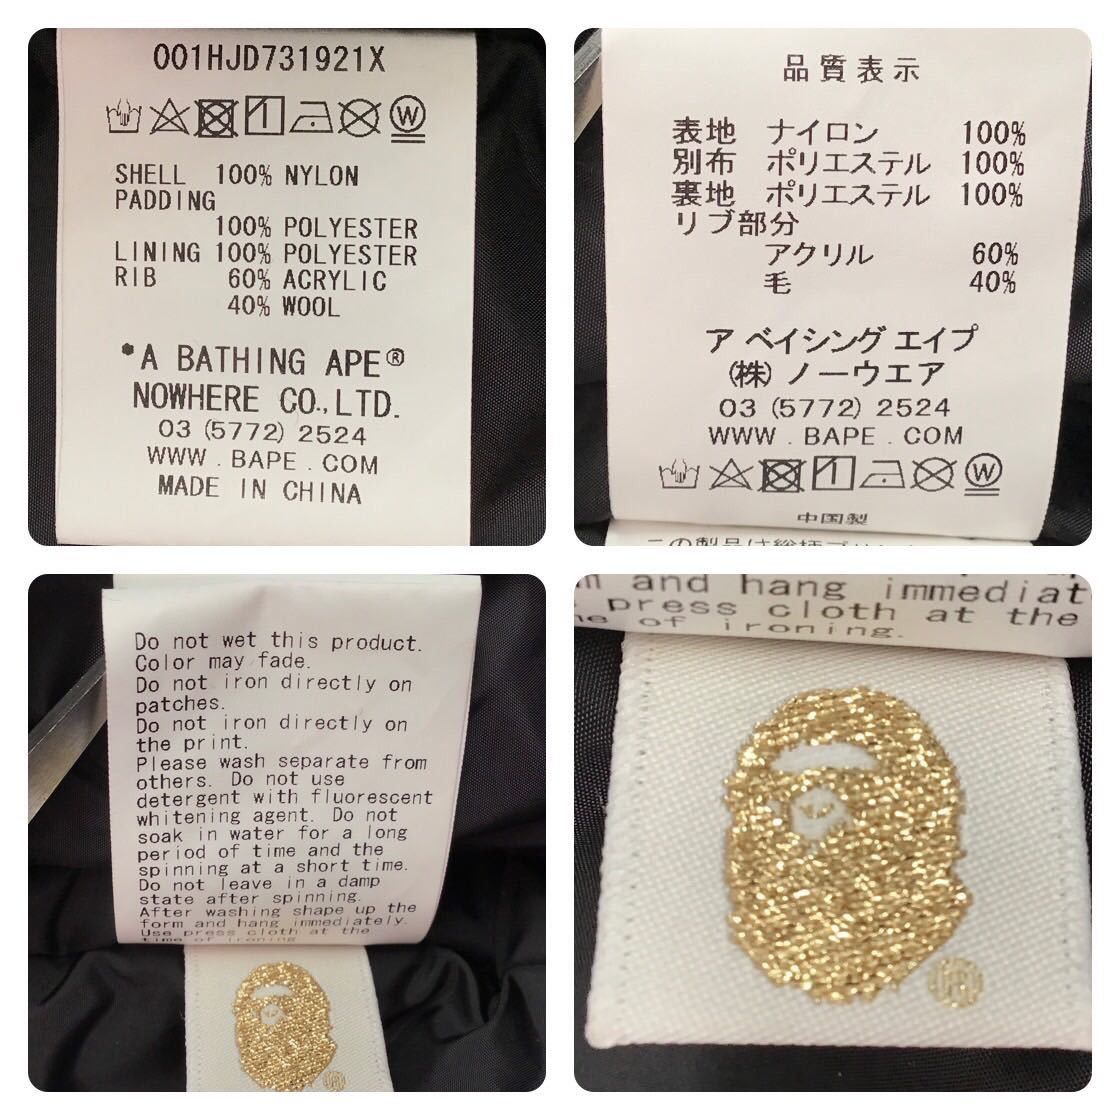 001HJD731921X
SHELL 100% NYLON
PADDING
100% POLYESTER
LINING 100% POLYESTER
RIB 60% ACRYLIC
40% WOOL
*A BATHING APE®
NOWHERE CO.,LTD.
03 (5772) 2524
WWW . BAPE . COM
MADE IN CHINA
品質表示
表地 ナイロン 100%
別布 ポリエステル 100%
裏地 ポリエステル 100%
リブ部分
アクリル 60%
毛 40%
ア ベイシング エイプ
(株) ノーウエア
03 (5772) 2524
WWW . BAPE . COM
中国製
Do not wet this product.
Color may fade.
Do not iron directly on
patches.
Do not iron directly on
the print.
Please wash separate from
others. Do not use
detergent with fluorescent
whitening agent. Do not
soak in water for a long
period of time and the
spinning at a short time.
Do not leave in a damp
state after spinning.
After washing shape up the
form and hang immediately.
Use press cloth at the
time of ironing
and hang immediat
press cloth at the
of ironing.